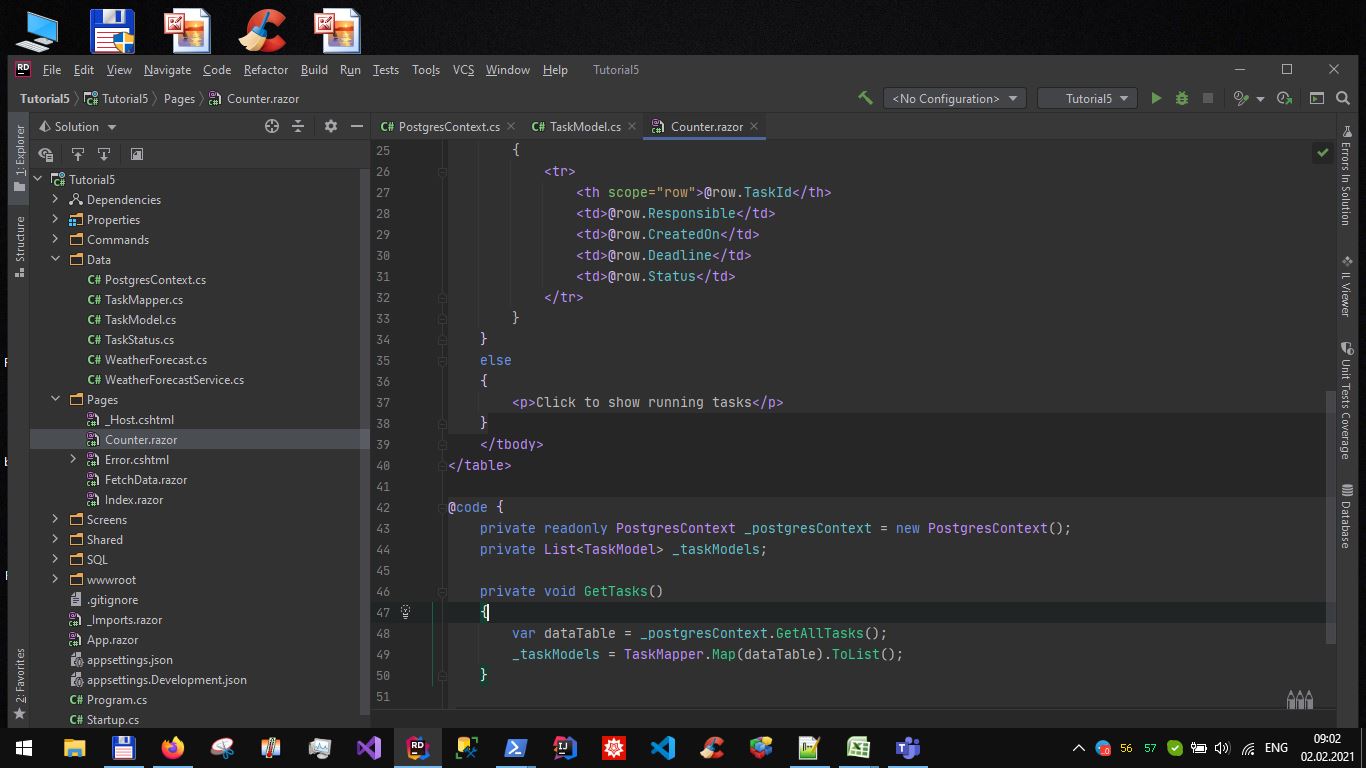 RD File Edit View Navigate Code Refactor Build Run Tests Tools VCS Window Help Tutorial5
Tutorial5 Tutorial5 Pages Counter.razor <No Configuration> Tutorial5
1: Explorer
Structure
2: Favorites
Solution
Tutorial5
Dependencies
Properties
Commands
Data
C# PostgresContext.cs
C# TaskMapper.cs
C# TaskModel.cs
C# TaskStatus.cs
C# WeatherForecast.cs
C# WeatherForecastService.cs
Pages
_Host.cshtml
Counter.razor
Error.cshtml
FetchData.razor
Index.razor
Screens
Shared
SQL
wwwroot
.gitignore
_Imports.razor
App.razor
appsettings.json
appsettings.Development.json
C# Program.cs
C# Startup.cs
C# PostgresContext.cs C# TaskModel.cs Counter.razor
25 {
26 <tr>
27 <th scope="row">@row.TaskId</th>
28 <td>@row.Responsible</td>
29 <td>@row.CreatedOn</td>
30 <td>@row.Deadline</td>
31 <td>@row.Status</td>
32 </tr>
33 }
34 }
35 else
36 {
37 <p>Click to show running tasks</p>
38 }
39 </tbody>
40 </table>
41
42 @code {
43 private readonly PostgresContext _postgresContext = new PostgresContext();
44 private List<TaskModel> _taskModels;
45
46 private void GetTasks()
47 {
48 var dataTable = _postgresContext.GetAllTasks();
49 _taskModels = TaskMapper.Map(dataTable).ToList();
50 }
51
Errors In Solution
IL Viewer
Unit Tests Coverage
Database
RD IJ 56 57 ENG 09:02
02.02.2021